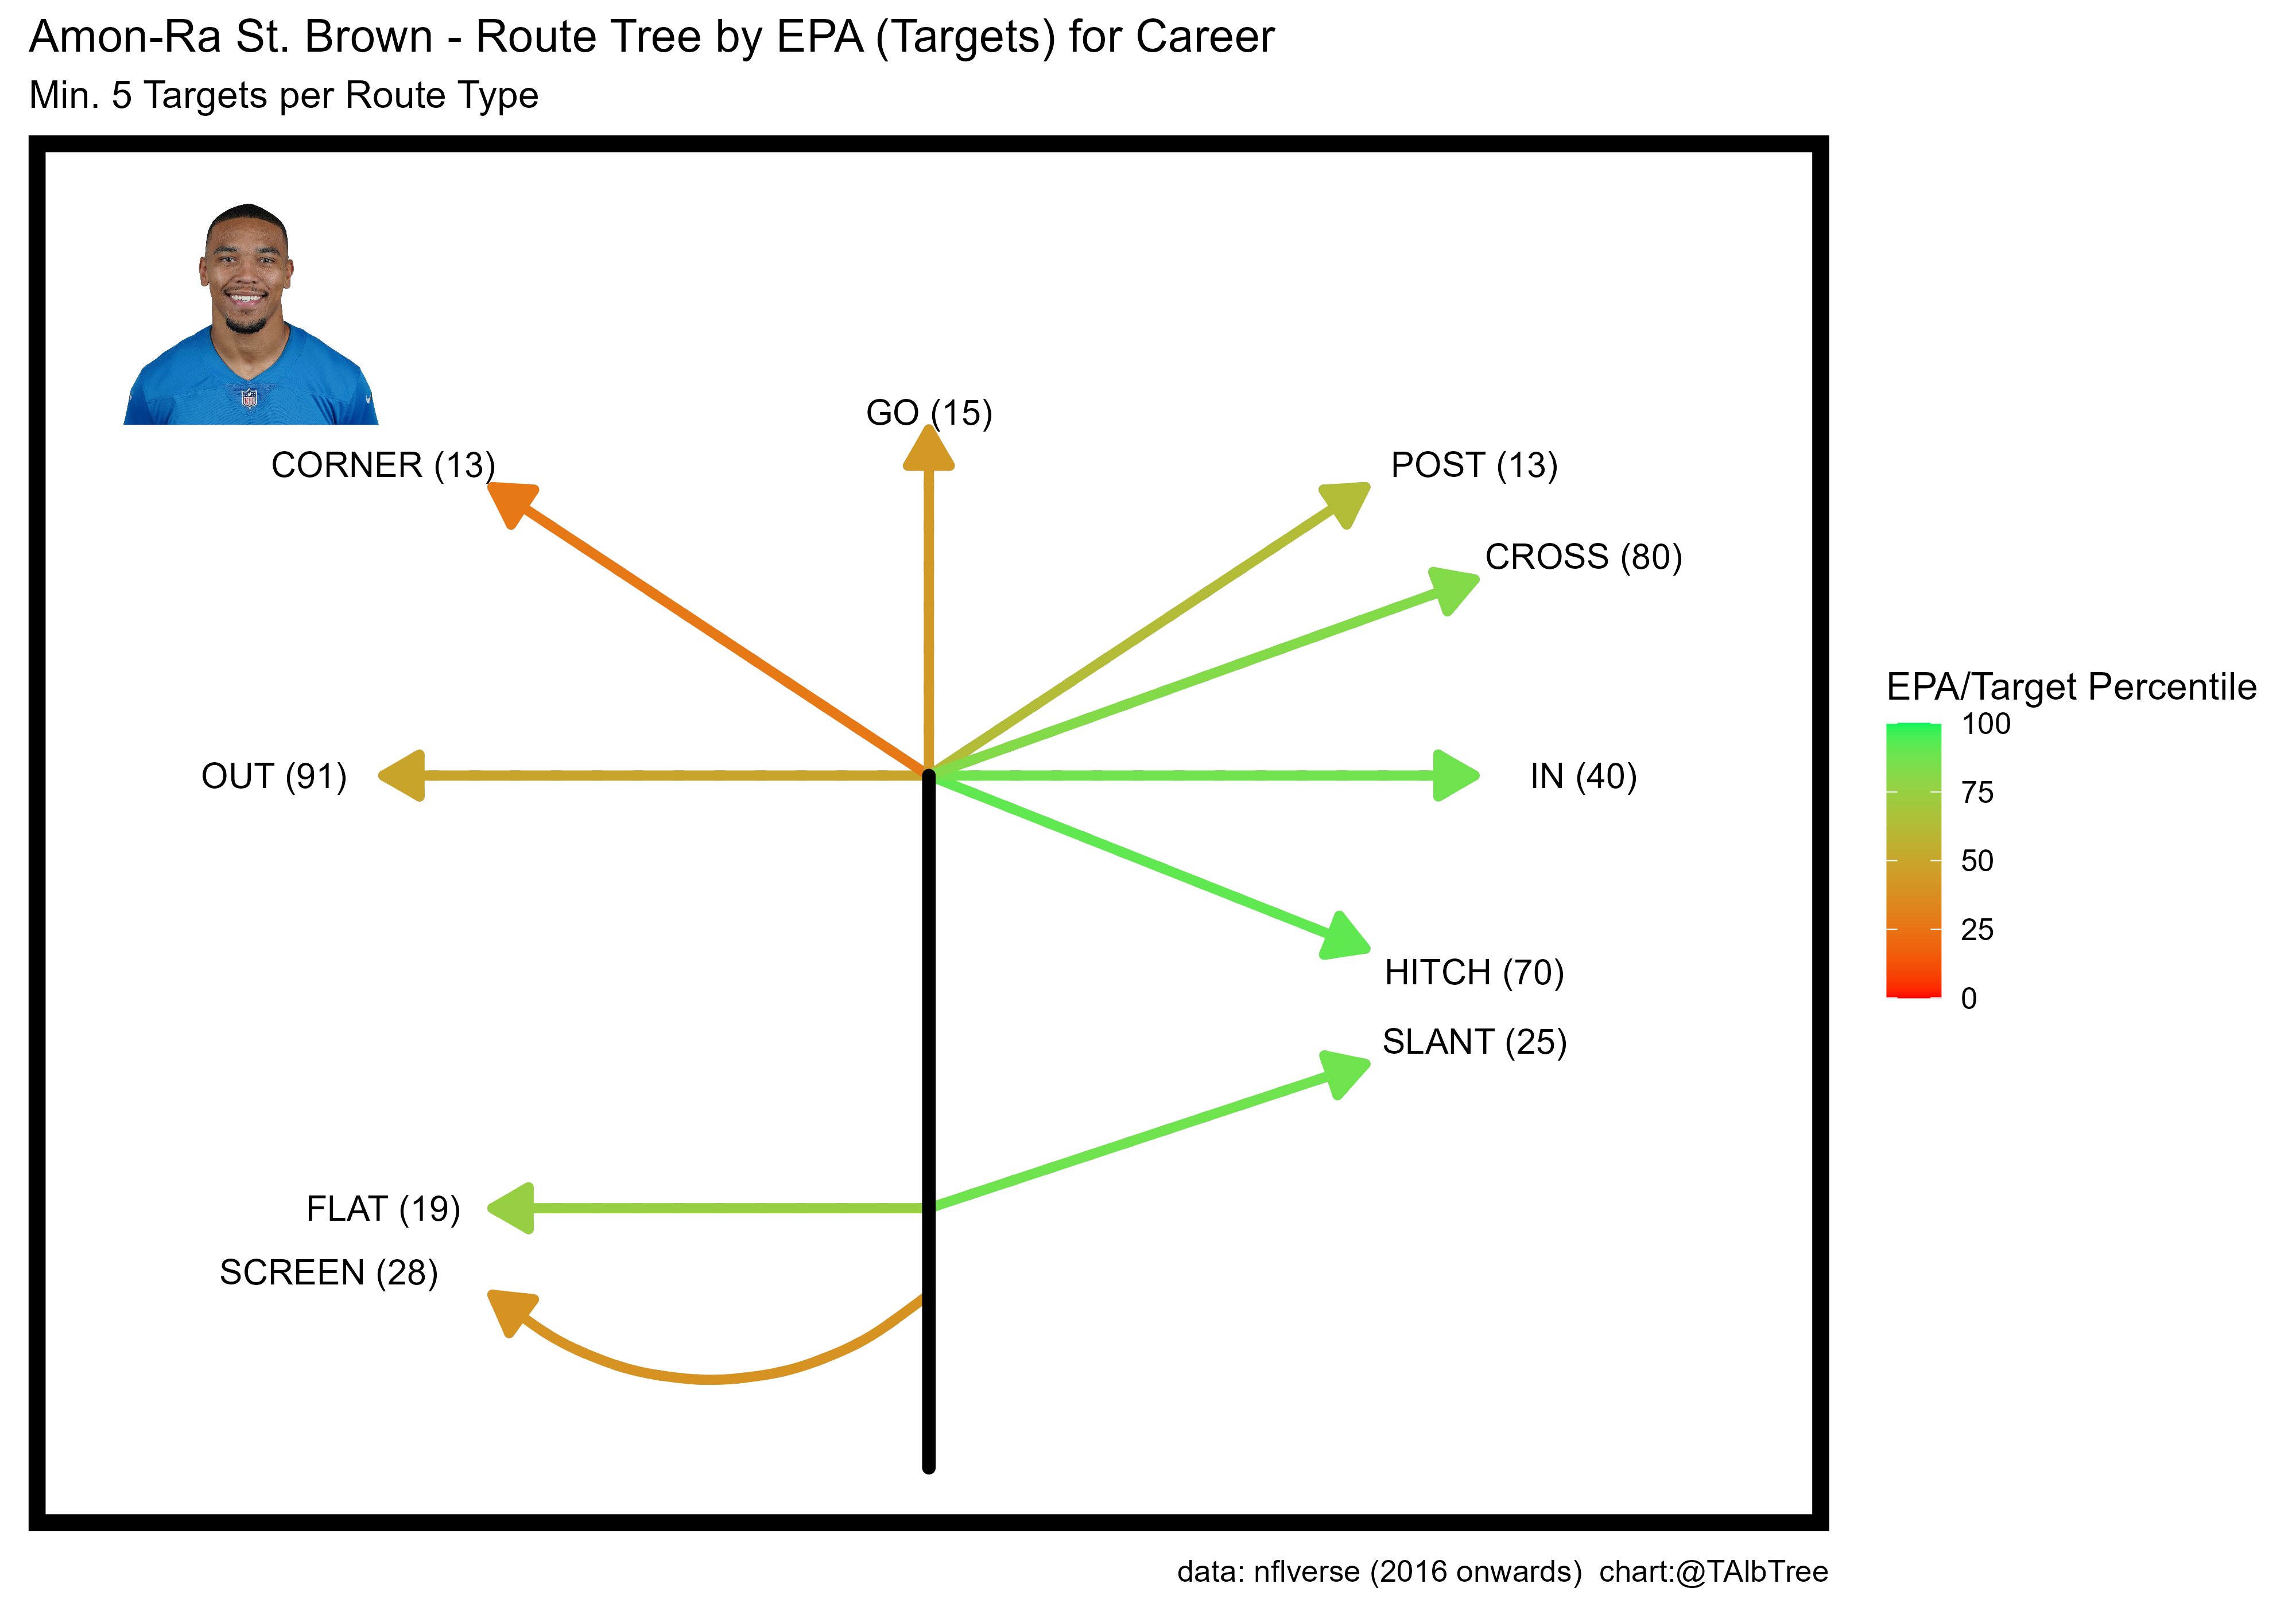 Amon-Ra St. Brown - Route Tree by EPA (Targets) for Career
Min. 5 Targets per Route Type
GO (15)
CORNER (13)
POST (13)
CROSS (80)
OUT (91)
IN (40)
HITCH (70)
SLANT (25)
FLAT (19)
SCREEN (28)
EPA/Target Percentile
100
75
50
25
0
data: nflverse (2016 onwards)  chart:@TAlbTree